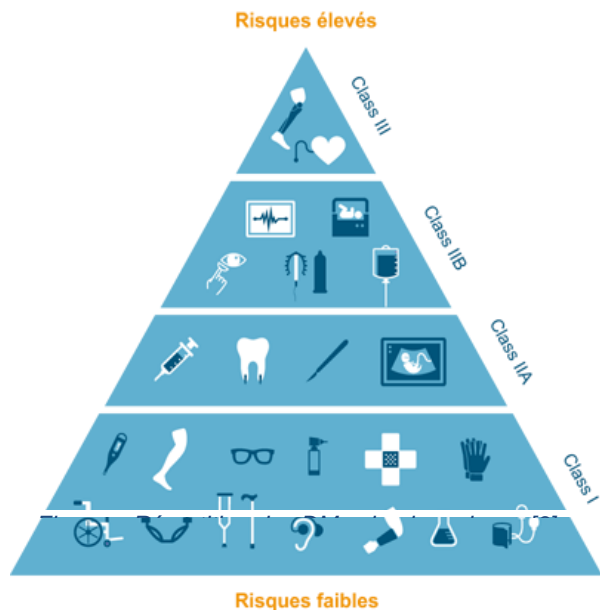 Risques élevés
Class III
Class IIB
Class IIA
Class I
Risques faibles